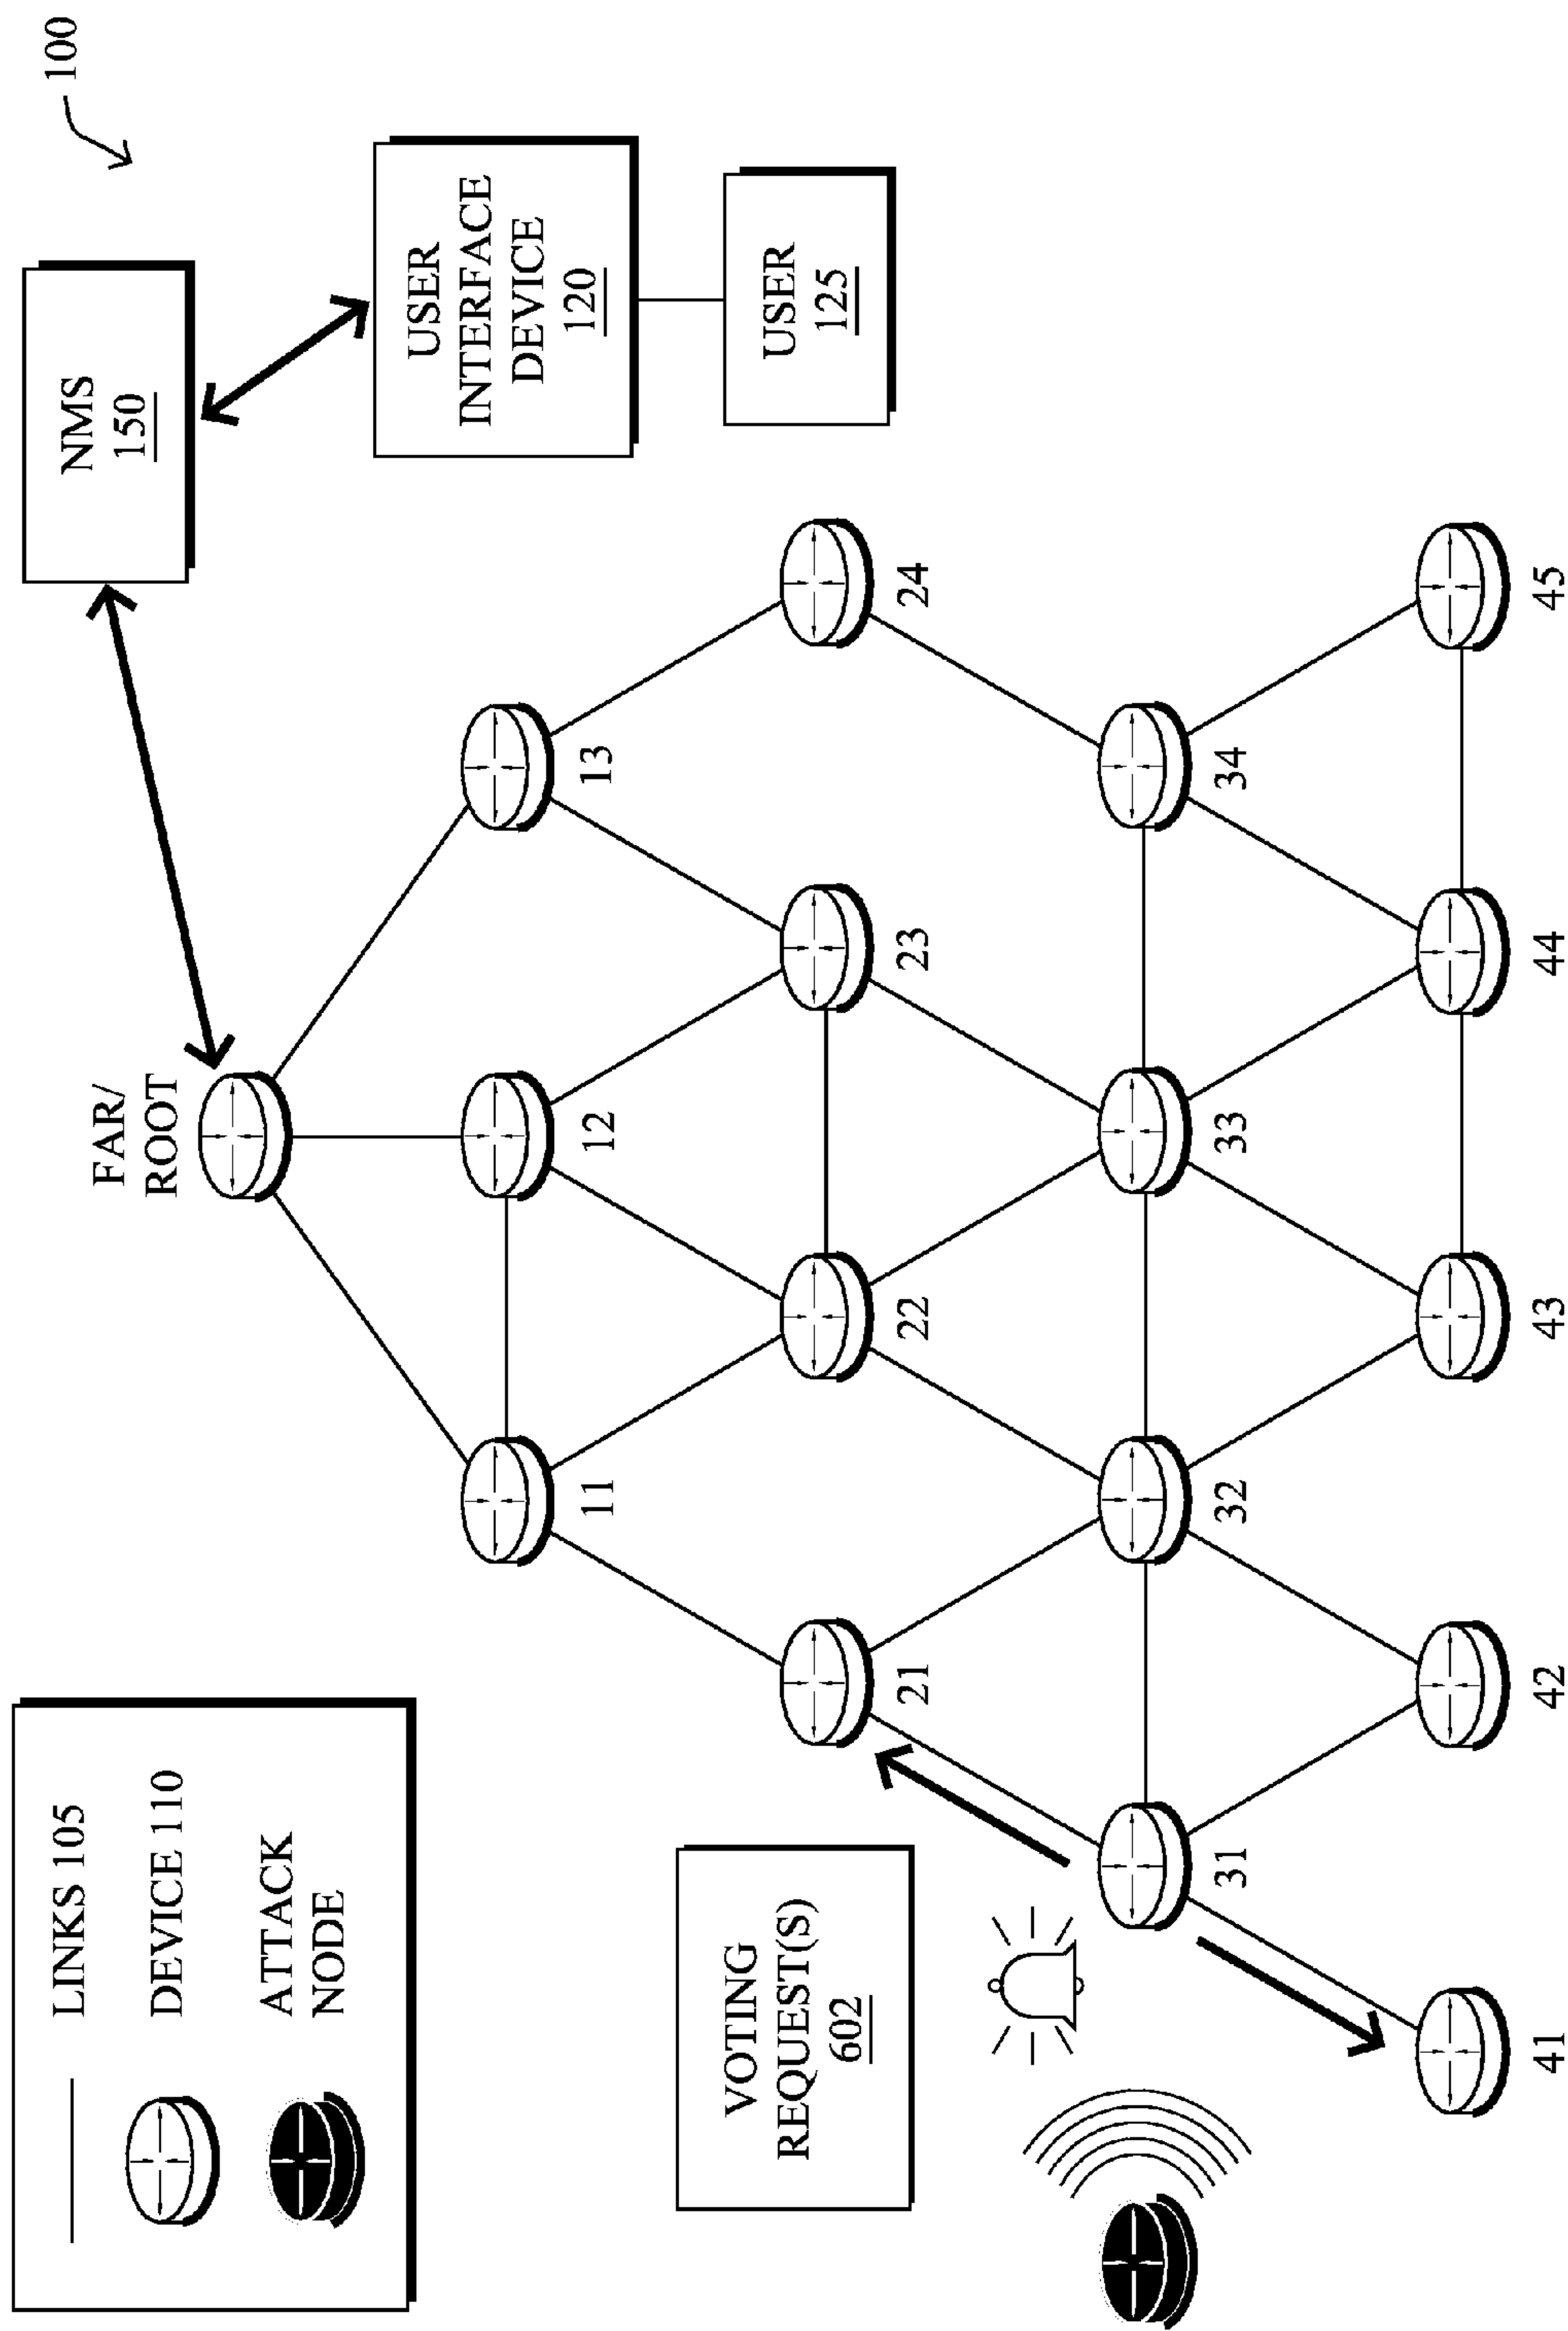 LINKS 105
DEVICE 110
ATTACK
NODE
FAR/
ROOT
NMS
150
100
USER
INTERFACE
DEVICE
120
USER
125
11
12
13
21
22
23
24
VOTING
REQUEST(S)
602
31
32
33
34
41
42
43
44
45